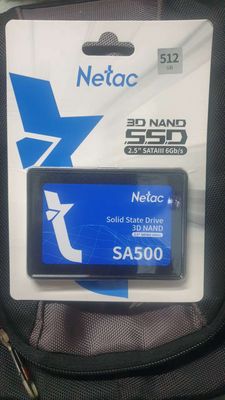 Netac
512
GB
3D NAND
SSD
2.5" SATAIII 6Gb/s
Netac
Solid State Drive
3D NAND
SA500